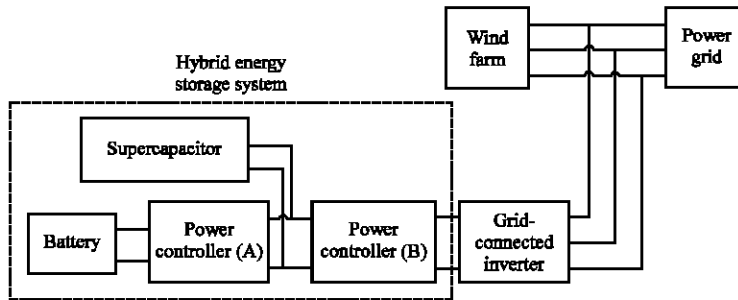 Wind
farm
Power
grid
Hybrid energy
storage system
Supercapacitor
Battery
Power
controller (A)
Power
controller (B)
Grid-
connected
inverter